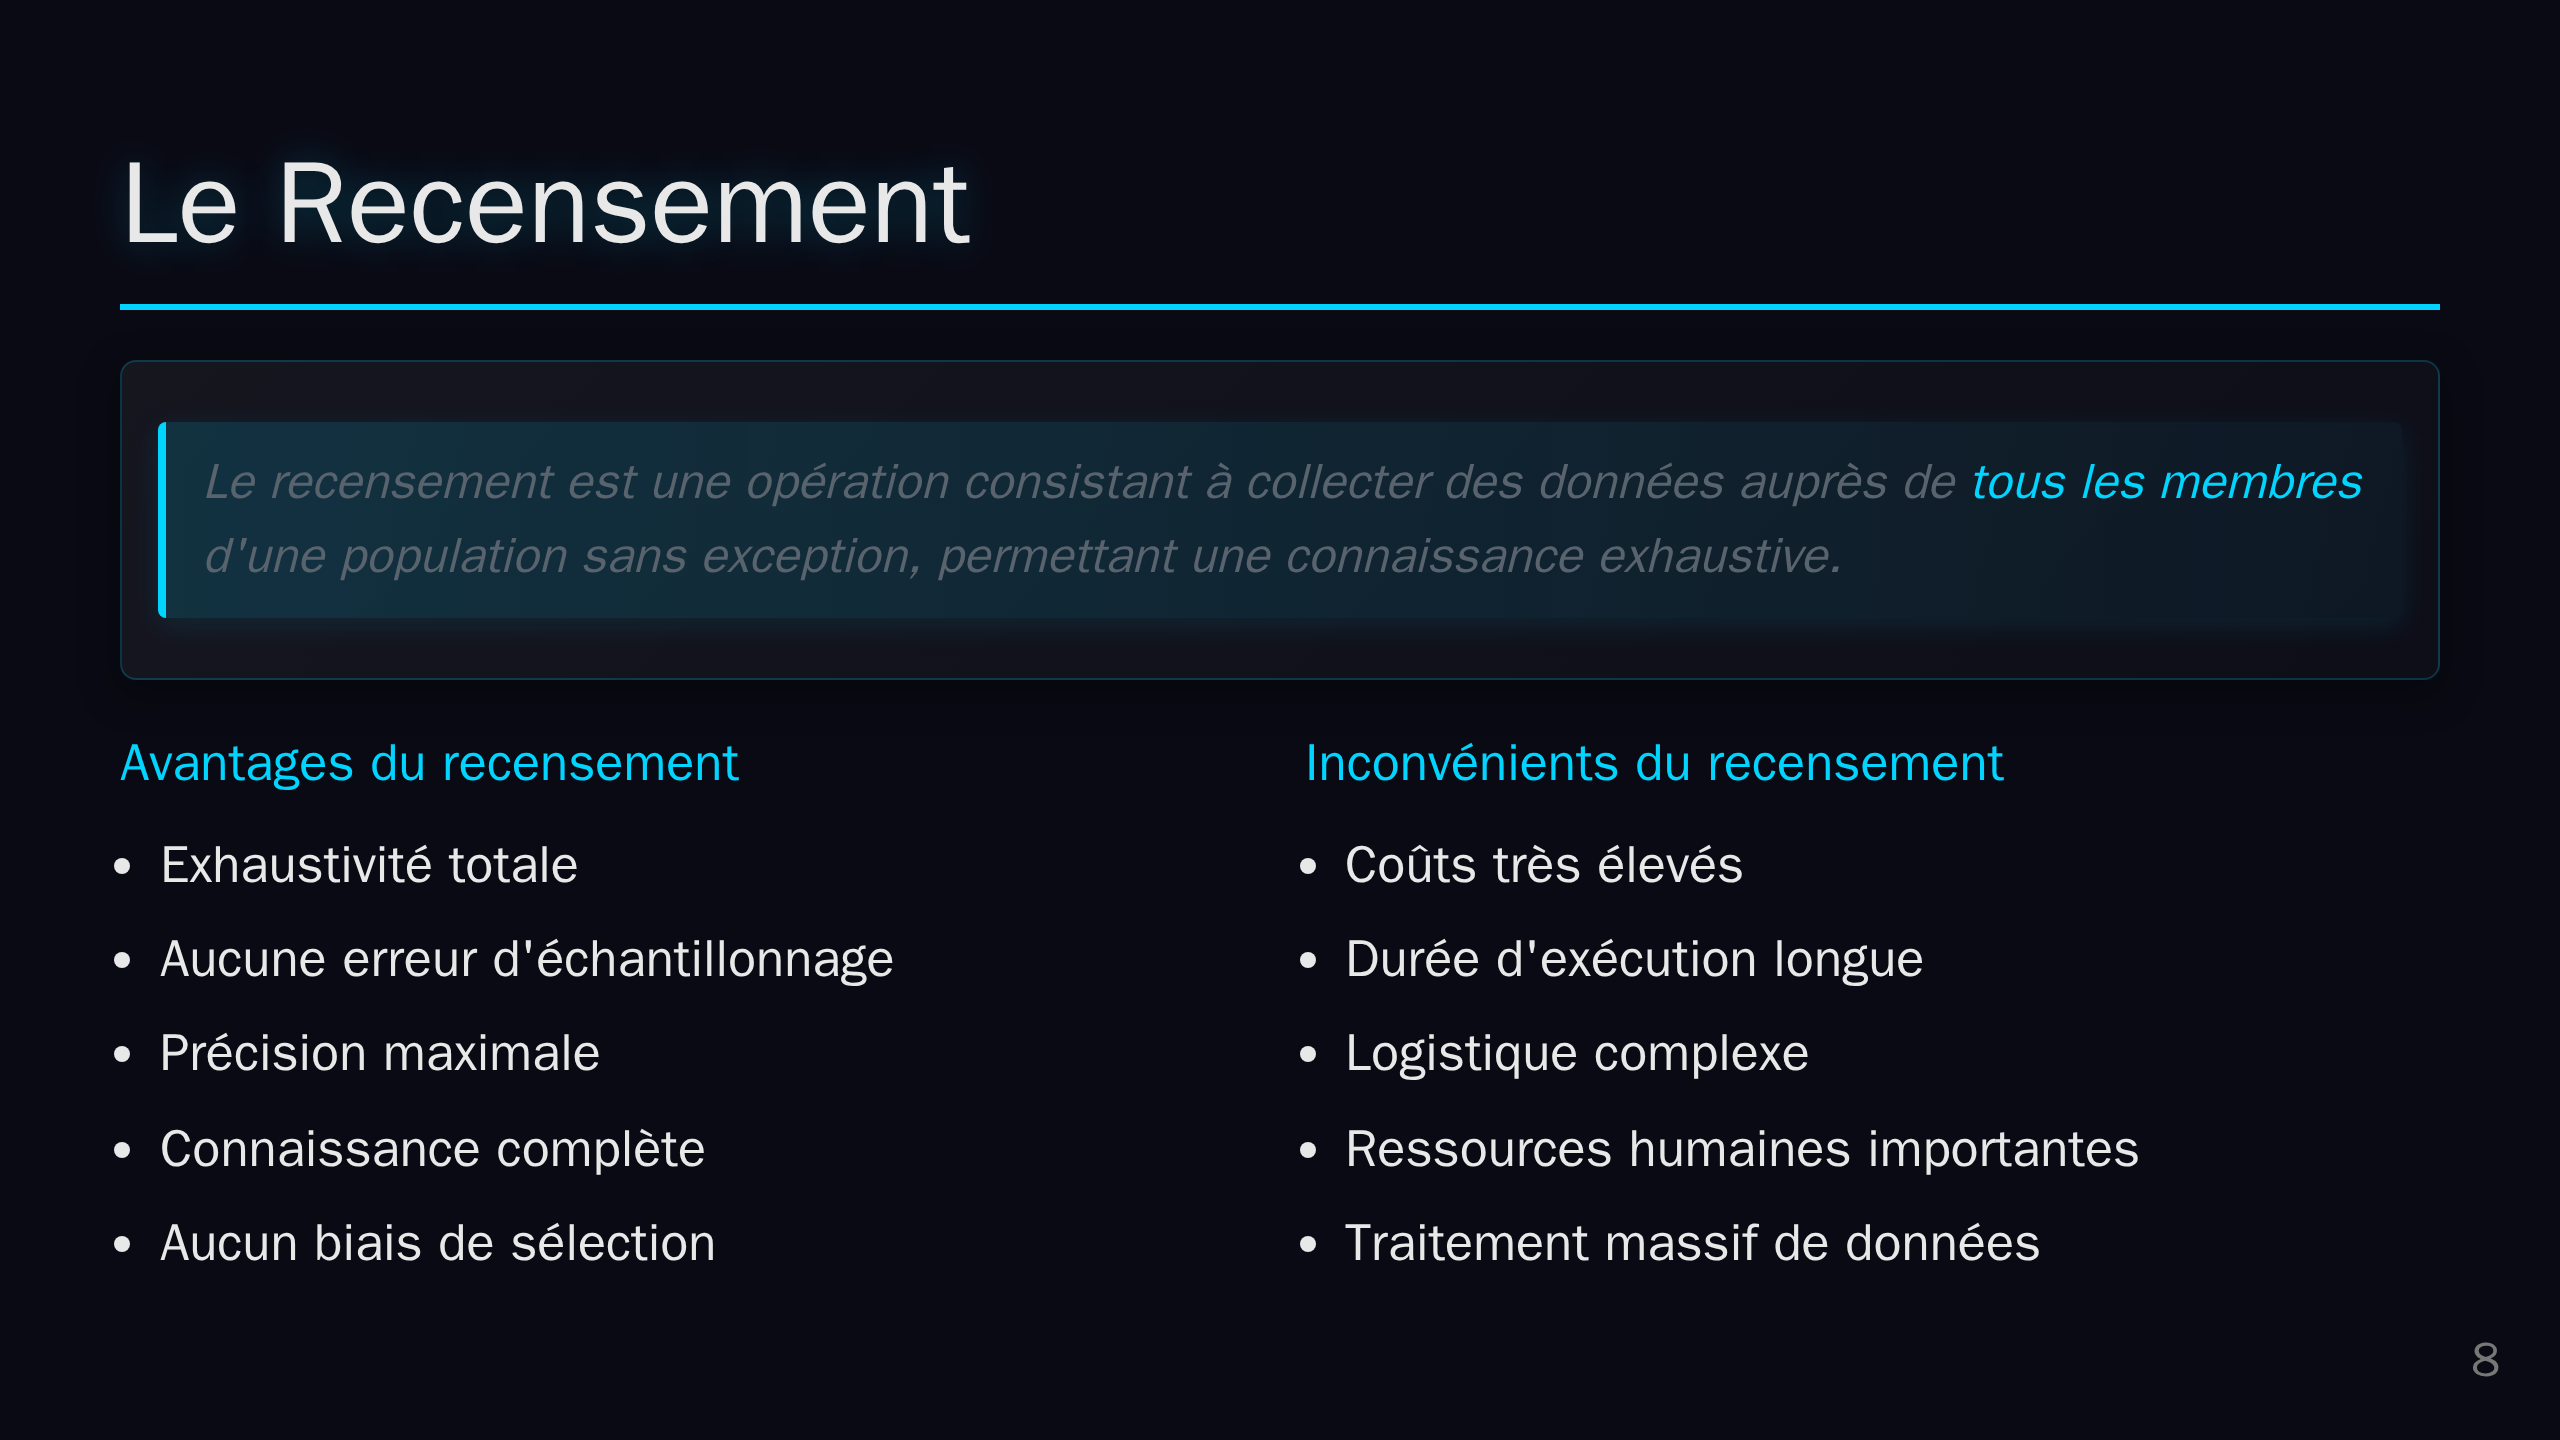 Le Recensement
Le recensement est une opération consistant à collecter des données auprès de tous les membres
d'une population sans exception, permettant une connaissance exhaustive.
Avantages du recensement
• Exhaustivité totale
• Aucune erreur d'échantillonnage
• Précision maximale
• Connaissance complète
• Aucun biais de sélection
Inconvénients du recensement
• Coûts très élevés
• Durée d'exécution longue
• Logistique complexe
• Ressources humaines importantes
• Traitement massif de données
8